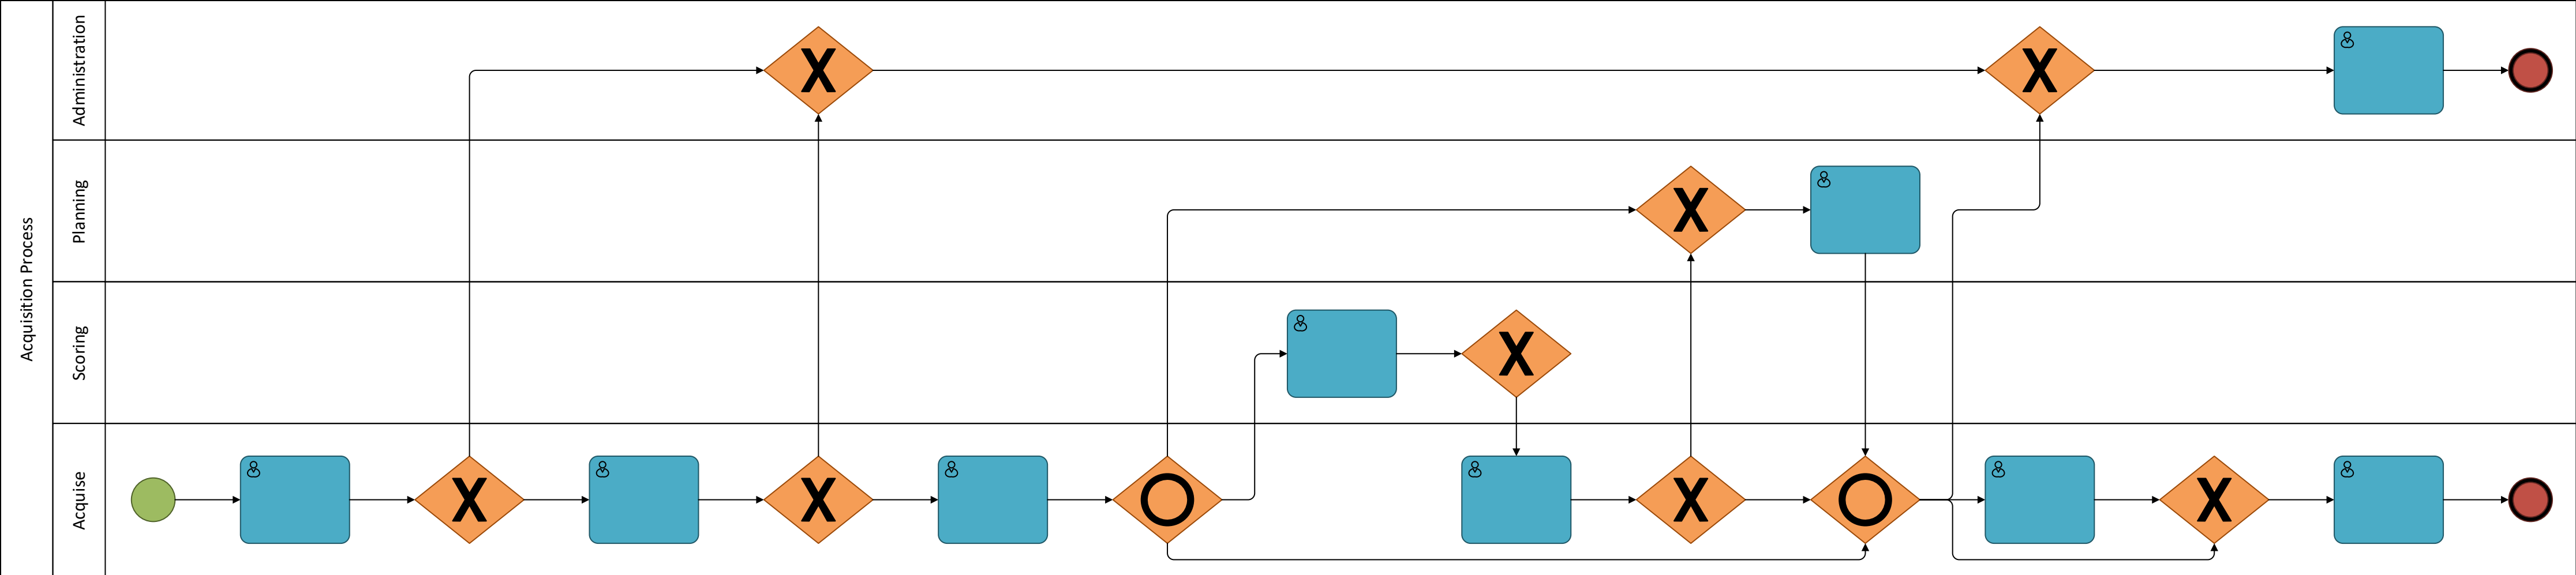 Acquisition Process
Administration
Planning
Scoring
Acquise